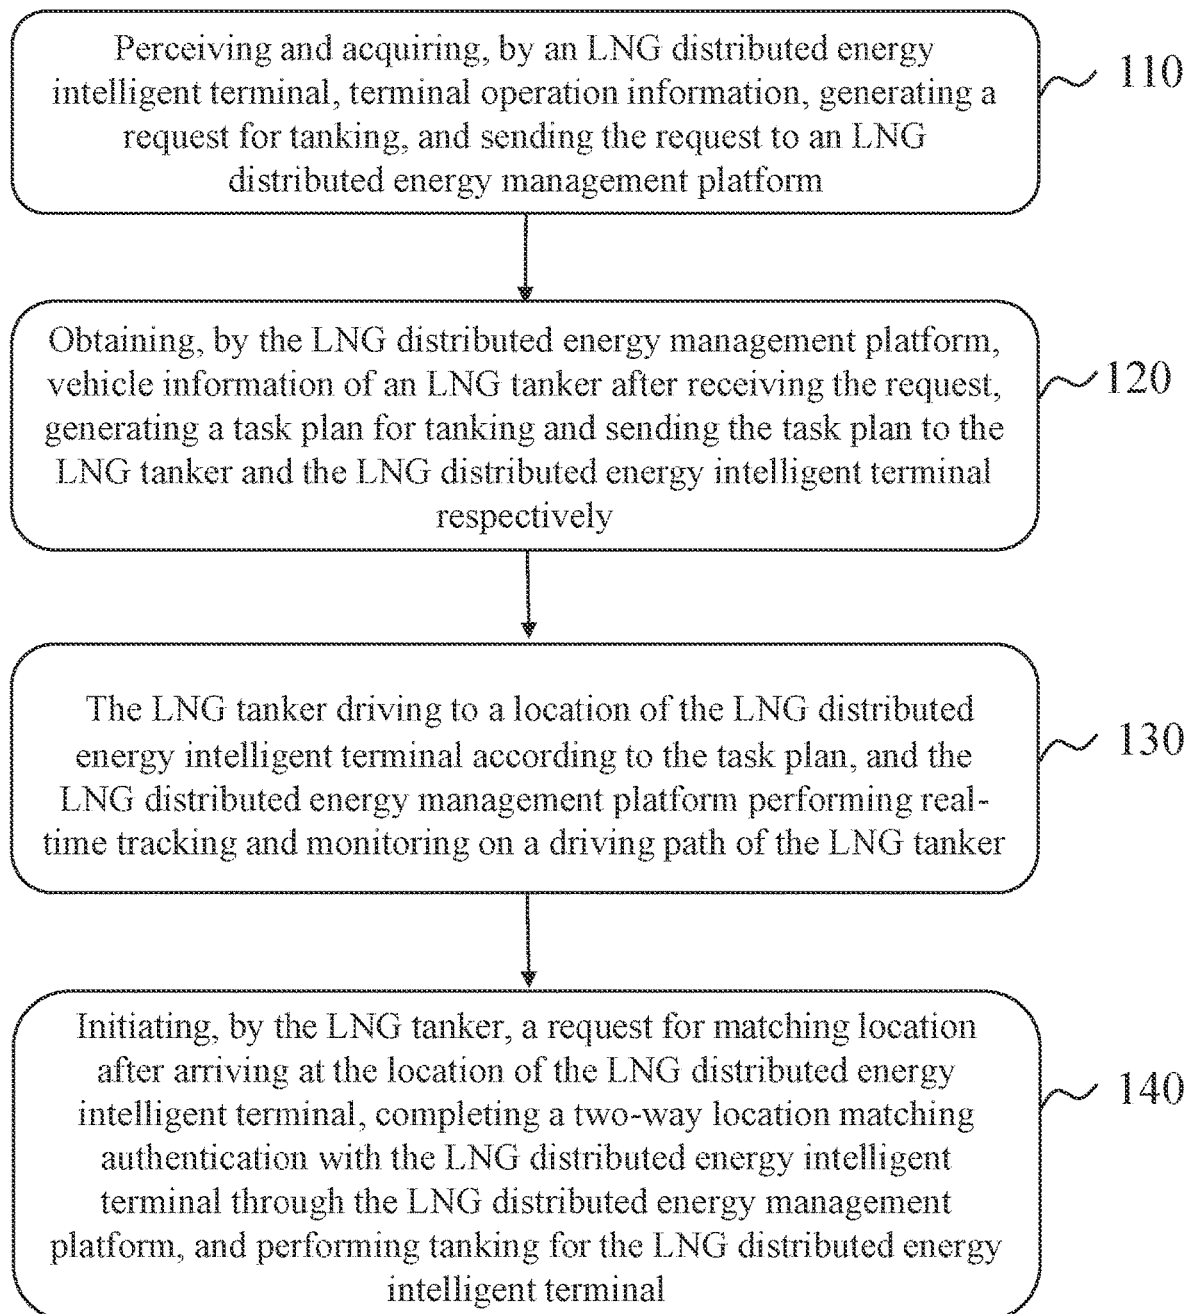 Perceiving and acquiring, by an LNG distributed energy
intelligent terminal, terminal operation information, generating a
request for tanking, and sending the request to an LNG
distributed energy management platform
110
Obtaining, by the LNG distributed energy management platform,
vehicle information of an LNG tanker after receiving the request,
generating a task plan for tanking and sending the task plan to the
LNG tanker and the LNG distributed energy intelligent terminal
respectively
120
The LNG tanker driving to a location of the LNG distributed
energy intelligent terminal according to the task plan, and the
LNG distributed energy management platform performing real-
time tracking and monitoring on a driving path of the LNG tanker
130
Initiating, by the LNG tanker, a request for matching location
after arriving at the location of the LNG distributed energy
intelligent terminal, completing a two-way location matching
authentication with the LNG distributed energy intelligent
terminal through the LNG distributed energy management
platform, and performing tanking for the LNG distributed energy
intelligent terminal
140